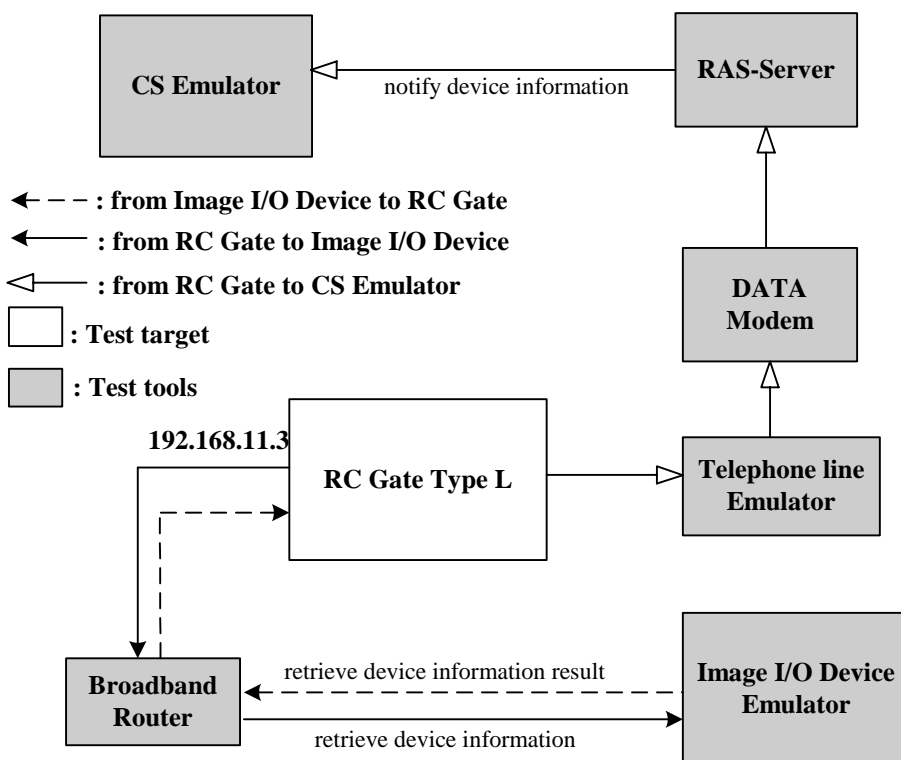 CS Emulator
RAS-Server
notify device information
: from Image I/O Device to RC Gate
: from RC Gate to Image I/O Device
: from RC Gate to CS Emulator
: Test target
: Test tools
DATA
Modem
192.168.11.3
RC Gate Type L
Telephone line
Emulator
Broadband
Router
retrieve device information result
retrieve device information
Image I/O Device
Emulator